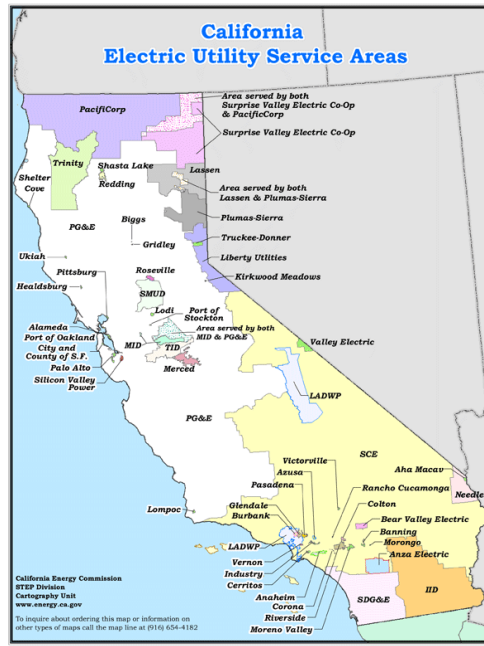 California
Electric Utility Service Areas
Area served by both
Surprise Valley Electric Co-Op
& PacificCorp
PacifiCorp
Surprise Valley Electric Co-Op
Trinity
Shasta Lake
Lassen
Shelter
Cove
Redding
Area served by both
Lassen & Plumas-Sierra
Biggs
Plumas-Sierra
PG&E
Gridley
Truckee-Donner
Ukiah
Liberty Utilities
Pittsburg
Roseville
Kirkwood Meadows
Healdsburg
SMUD
Lodi
Port of
Stockton
Alameda
Port of Oakland
Area served by both
MID & PG&E
City and
County of S.F.
MID
TID
Valley Electric
Palo Alto
Merced
Silicon Valley
Power
LADWP
PG&E
SCE
Victorville
Azusa
Aha Macav
Pasadena
Rancho Cucamonga
Needle
Lompoc
Glendale
Colton
Burbank
Bear Valley Electric
Banning
LADWP
Morongo
Vernon
Anza Electric
Industry
Cerritos
Anaheim
SDG&E
IID
Corona
Riverside
Moreno Valley
California Energy Commission
STEP Division
Cartography Unit
www.energy.ca.gov
To inquire about ordering this map or information on
other types of maps call the map line at (916) 654-4182